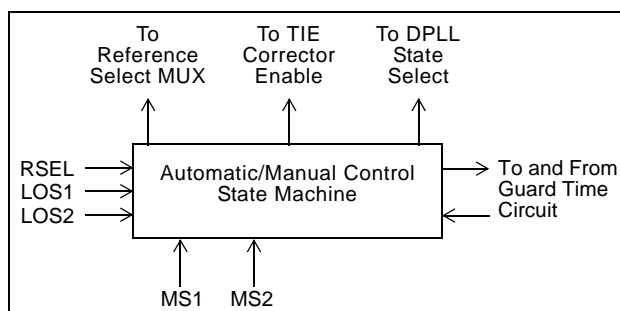 To
Reference
Select MUX
To TIE
Corrector
Enable
To DPLL
State
Select
RSEL
LOS1
LOS2
Automatic/Manual Control
State Machine
To and From
Guard Time
Circuit
MS1
MS2